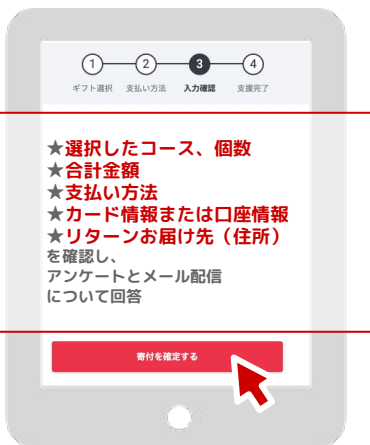 1 2 3 4
ギフト選択 支払い方法 入力確認 支援完了
★選択したコース、個数
★合計金額
★支払い方法
★カード情報または口座情報
★リターンお届け先（住所）
を確認し、
アンケートとメール配信
について回答
寄付を確定する